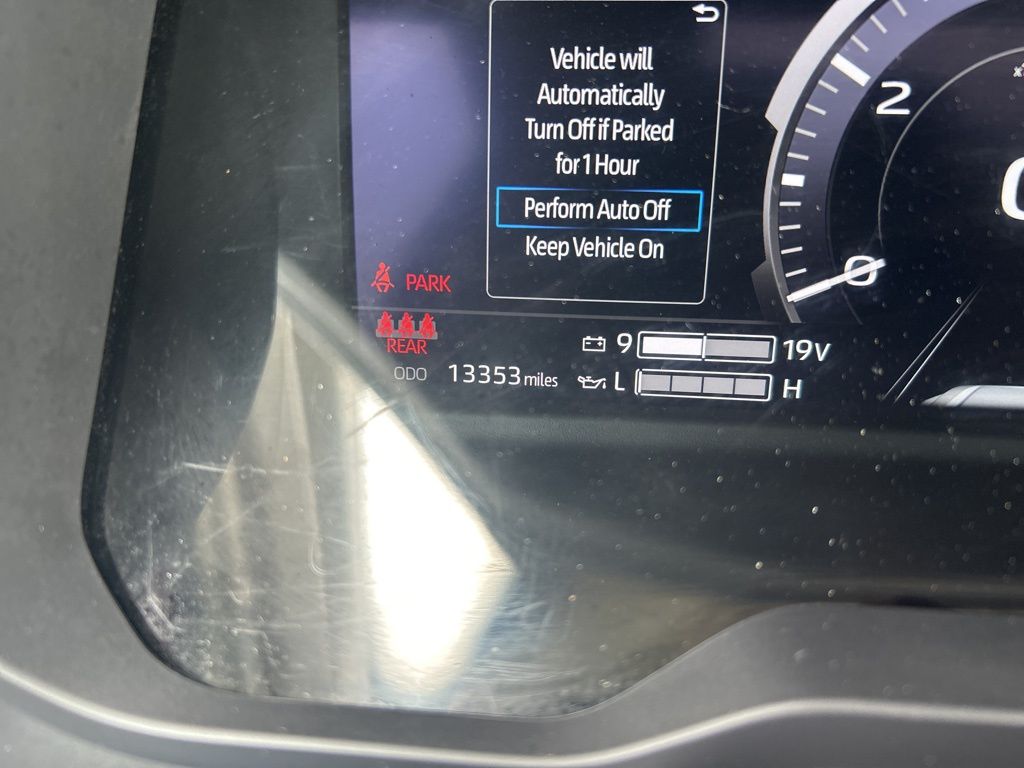 Vehicle will
Automatically
Turn Off if Parked
for 1 Hour
Perform Auto Off
Keep Vehicle On
2
0
PARK
REAR
ODO 13353 miles
9 19V
L H